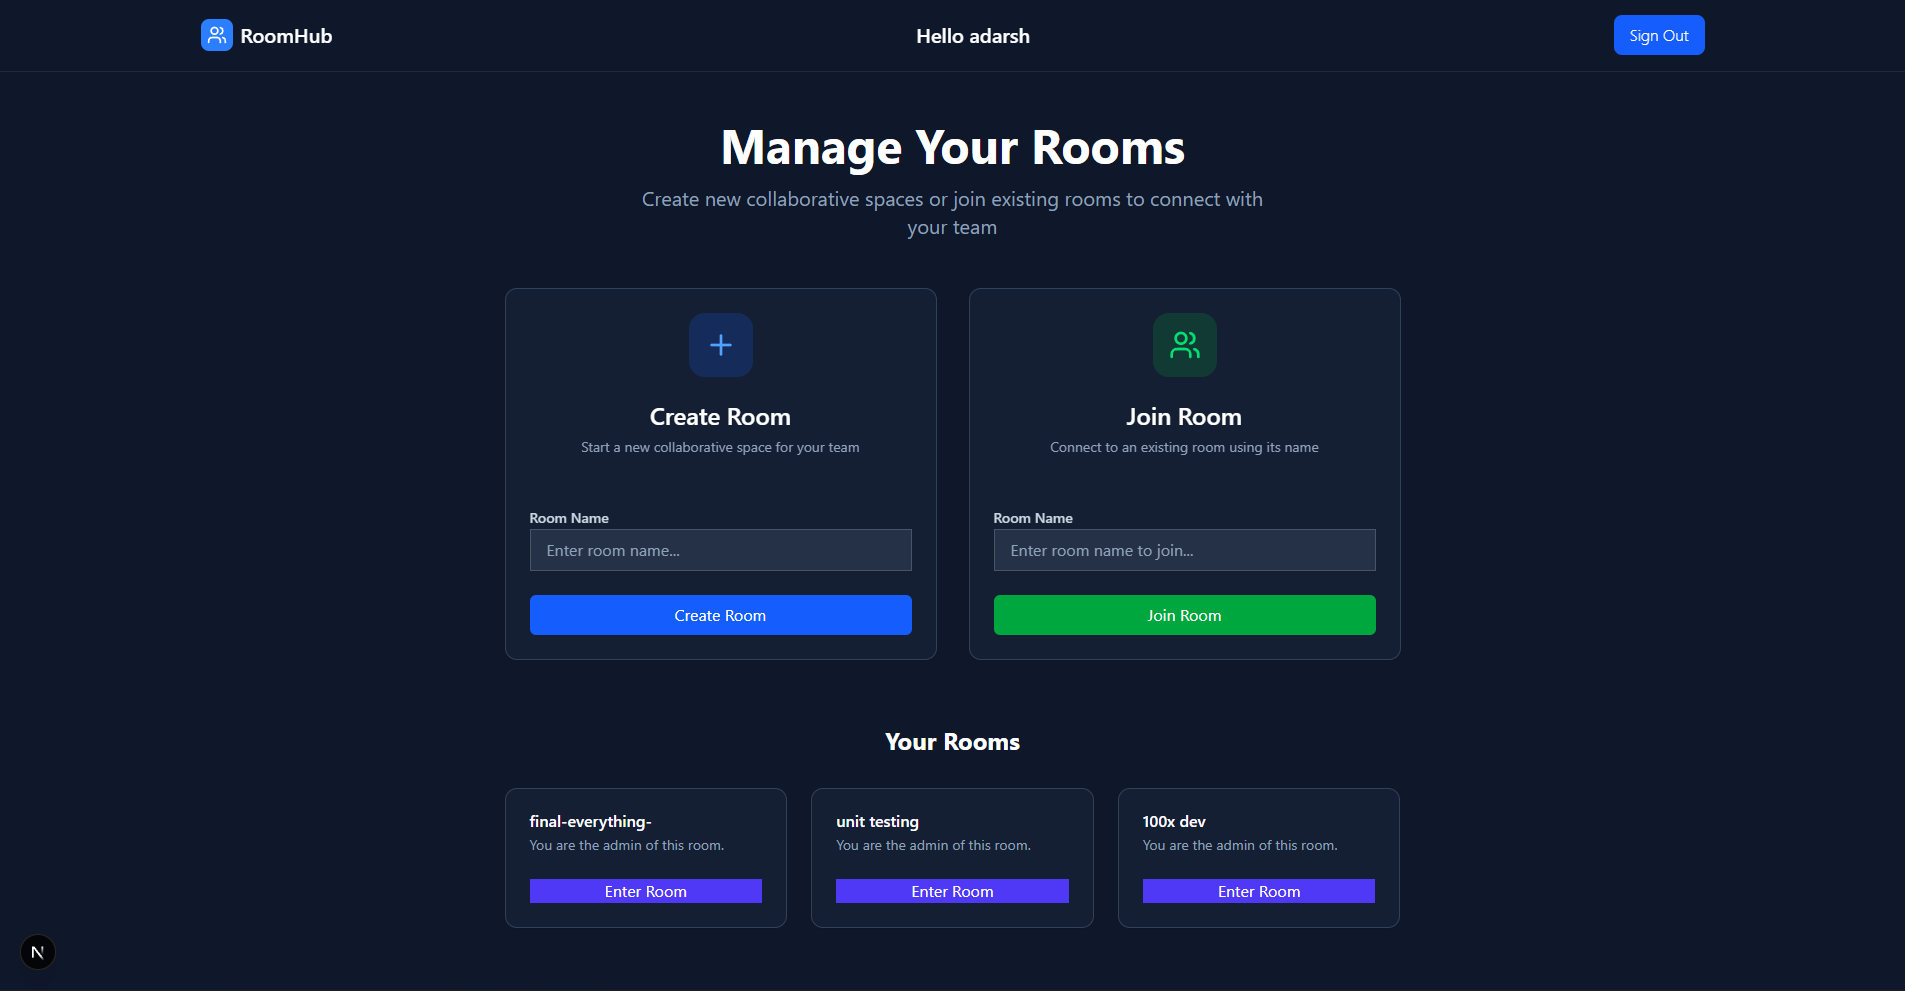 RoomHub
Hello adarsh
Sign Out
Manage Your Rooms
Create new collaborative spaces or join existing rooms to connect with
your team
Create Room
Start a new collaborative space for your team
Room Name
Enter room name...
Create Room
Join Room
Connect to an existing room using its name
Room Name
Enter room name to join...
Join Room
Your Rooms
final-everything-
You are the admin of this room.
Enter Room
unit testing
You are the admin of this room.
Enter Room
100x dev
You are the admin of this room.
Enter Room
N